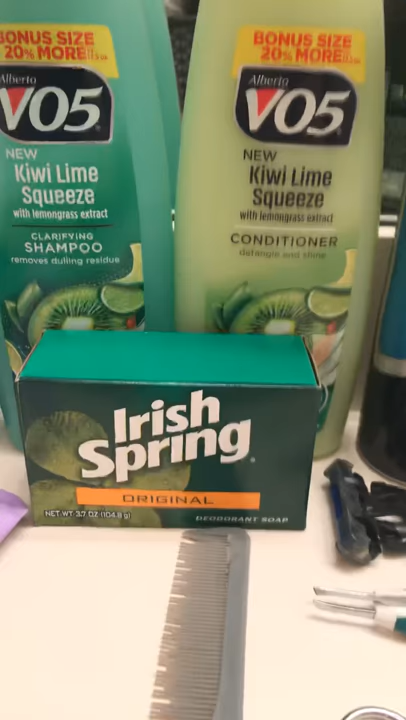 BONUS SIZE
20% MORE
Alberto
VO5
NEW
Kiwi Lime
Squeeze
with lemongrass extract
CLARIFYING
SHAMPOO
removes dulling residue
BONUS SIZE
20% MORE
Alberto
VO5
NEW
Kiwi Lime
Squeeze
with lemongrass extract
CONDITIONER
detangle and shine
Irish
Spring
ORIGINAL
NET WT 3.7 OZ (104.8 g)
DEODORANT SOAP